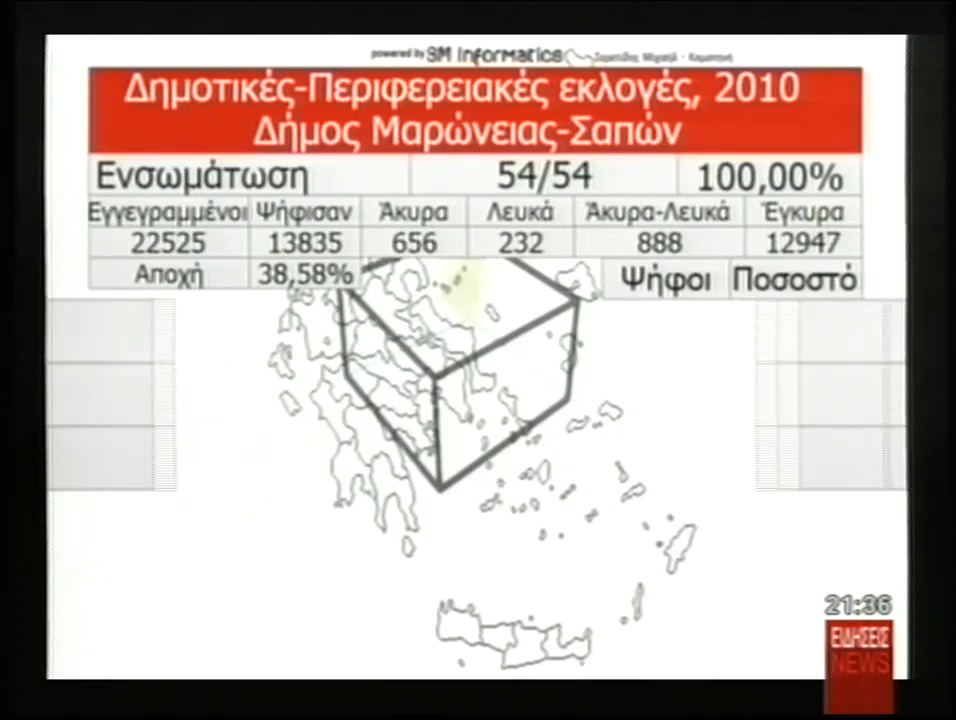 powered by SM Informatics
Δημοτικές-Περιφερειακές εκλογές, 2010
Δήμος Μαρώνειας-Σαπών
Ενσωμάτωση 54/54 100,00%
Εγγεγραμμένοι Ψήφισαν Άκυρα Λευκά Άκυρα-Λευκά Έγκυρα
22525 13835 656 232 888 12947
Αποχή 38,58% Ψήφοι Ποσοστό
21:36
ΕΙΔΗΣΕΙΣ
NEWS